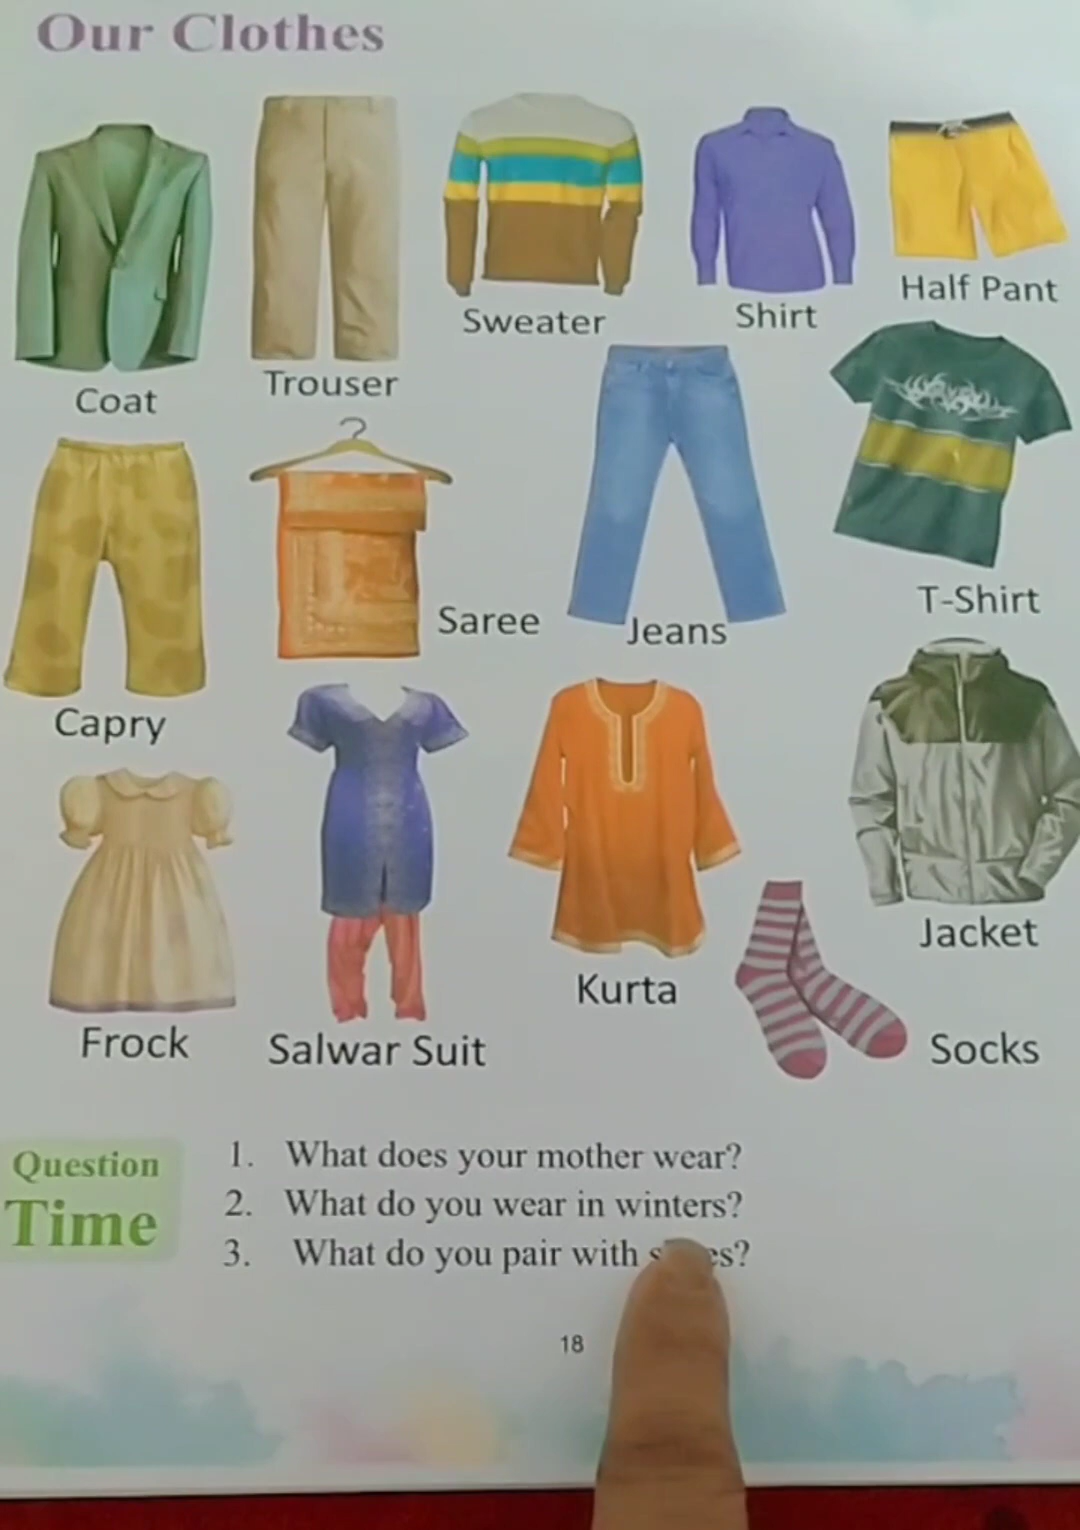 Our Clothes
Coat
Trouser
Sweater
Shirt
Half Pant
Capry
Saree
Jeans
T-Shirt
Frock
Salwar Suit
Kurta
Jacket
Socks
Question
Time
1. What does your mother wear?
2. What do you wear in winters?
3. What do you pair with
18